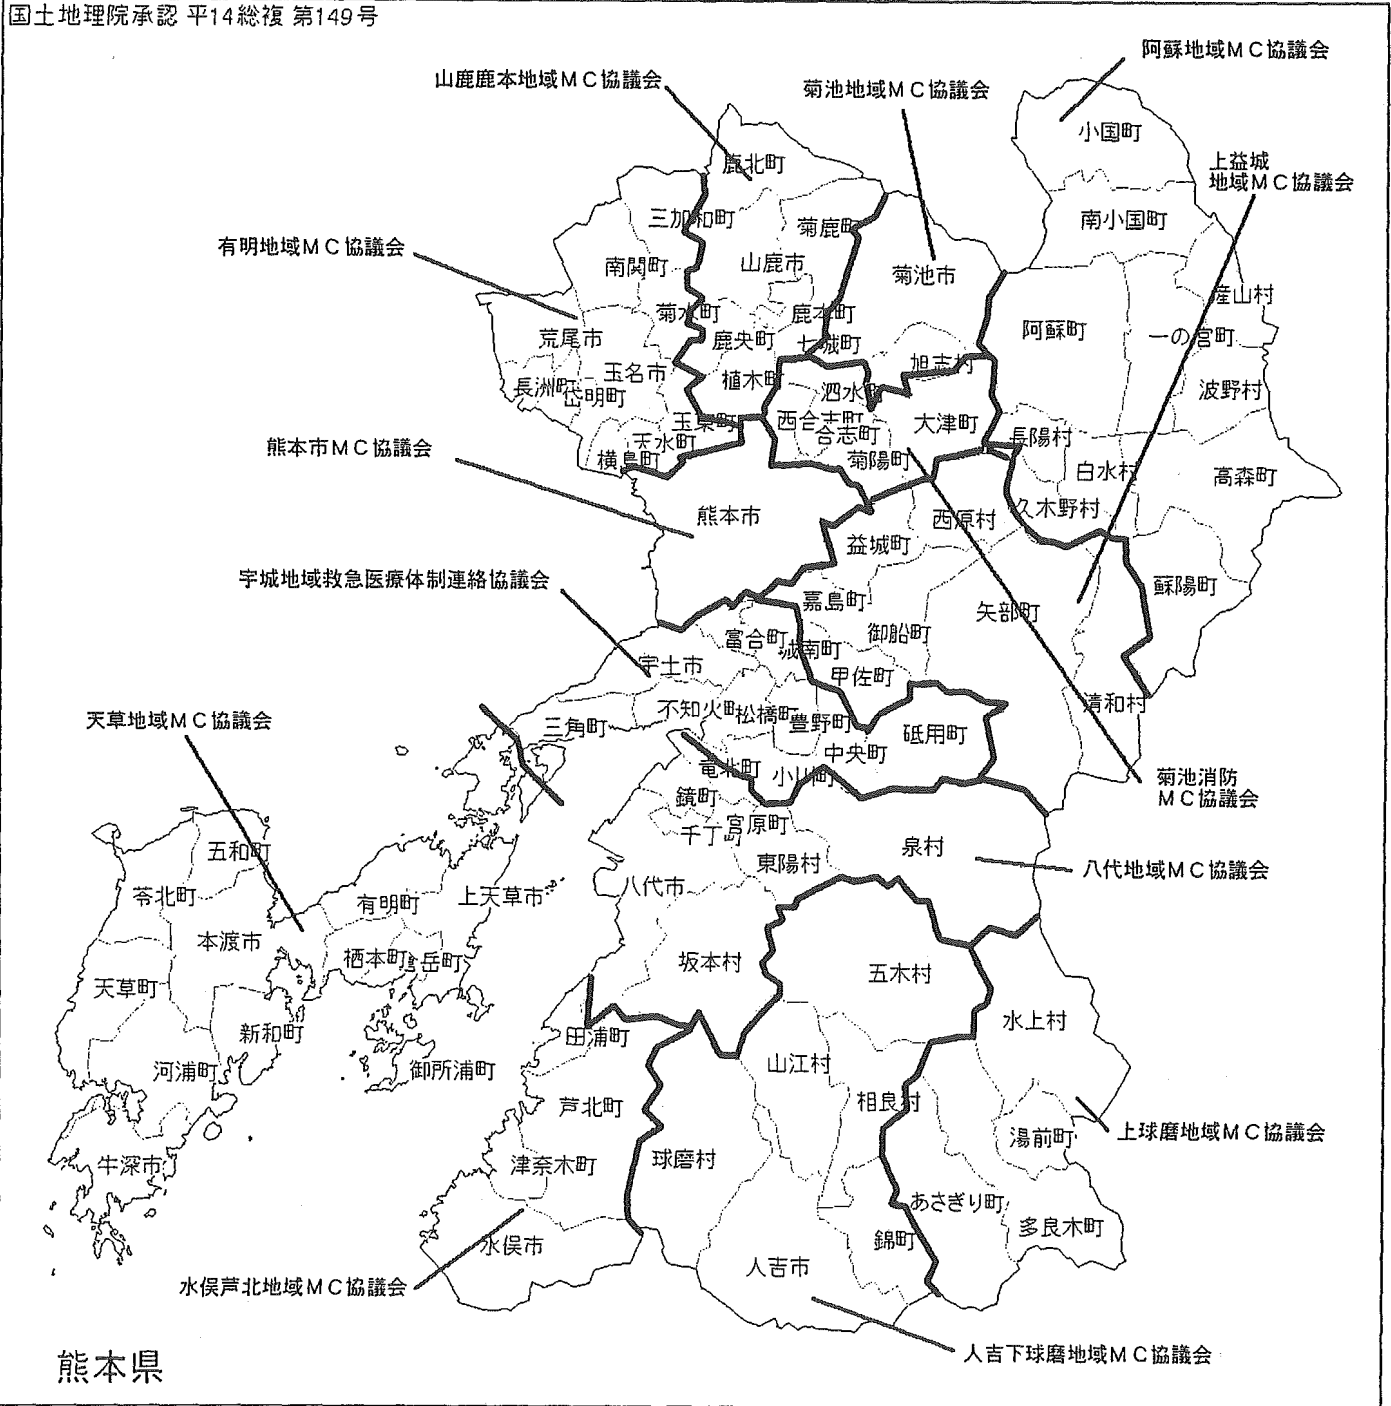 国土地理院承認 平14総複 第149号
阿蘇地域MC協議会
山鹿鹿本地域MC協議会
菊池地域MC協議会
小国町
上益城
地域MC協議会
鹿北町
三加和町
菊鹿町
南小国町
有明地域MC協議会
南関町
山鹿市
菊池市
産山村
菊水町
鹿本町
阿蘇町
一の宮町
荒尾市
鹿央町
七城町
旭志村
玉名市
植木町
泗水町
波野村
長洲町
岱明町
玉東町
西合志町
合志町
大津町
天水町
長陽村
熊本市MC協議会
横島町
菊陽町
白水村
高森町
熊本市
西原村
久木野村
益城町
宇城地域救急医療体制連絡協議会
嘉島町
矢部町
蘇陽町
富合町
城南町
御船町
宇土市
甲佐町
天草地域MC協議会
不知火町
松橋町
豊野町
清和村
三角町
砥用町
中央町
竜北町
小川町
菊池消防
MC協議会
鏡町
宮原町
千丁町
五和町
泉村
東陽村
八代地域MC協議会
苓北町
有明町
上天草市
八代市
本渡市
栖本町
岳町
坂本村
五木村
天草町
新和町
田浦町
水上村
河浦町
御所浦町
山江村
芦北町
相良村
上球磨地域MC協議会
湯前町
牛深市
津奈木町
球磨村
あさぎり町
多良木町
水俣市
錦町
人吉市
水俣芦北地域MC協議会
人吉下球磨地域MC協議会
熊本県